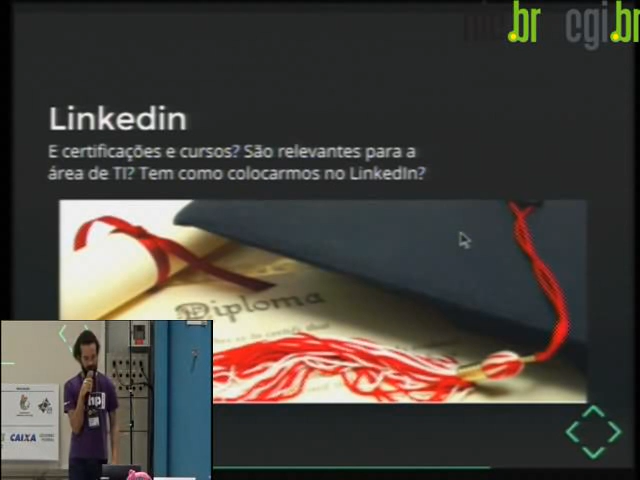 nic.br cgi.br
Linkedin
E certificações e cursos? São relevantes para a
área de TI? Tem como colocarmos no LinkedIn?
Diploma
CAIXA